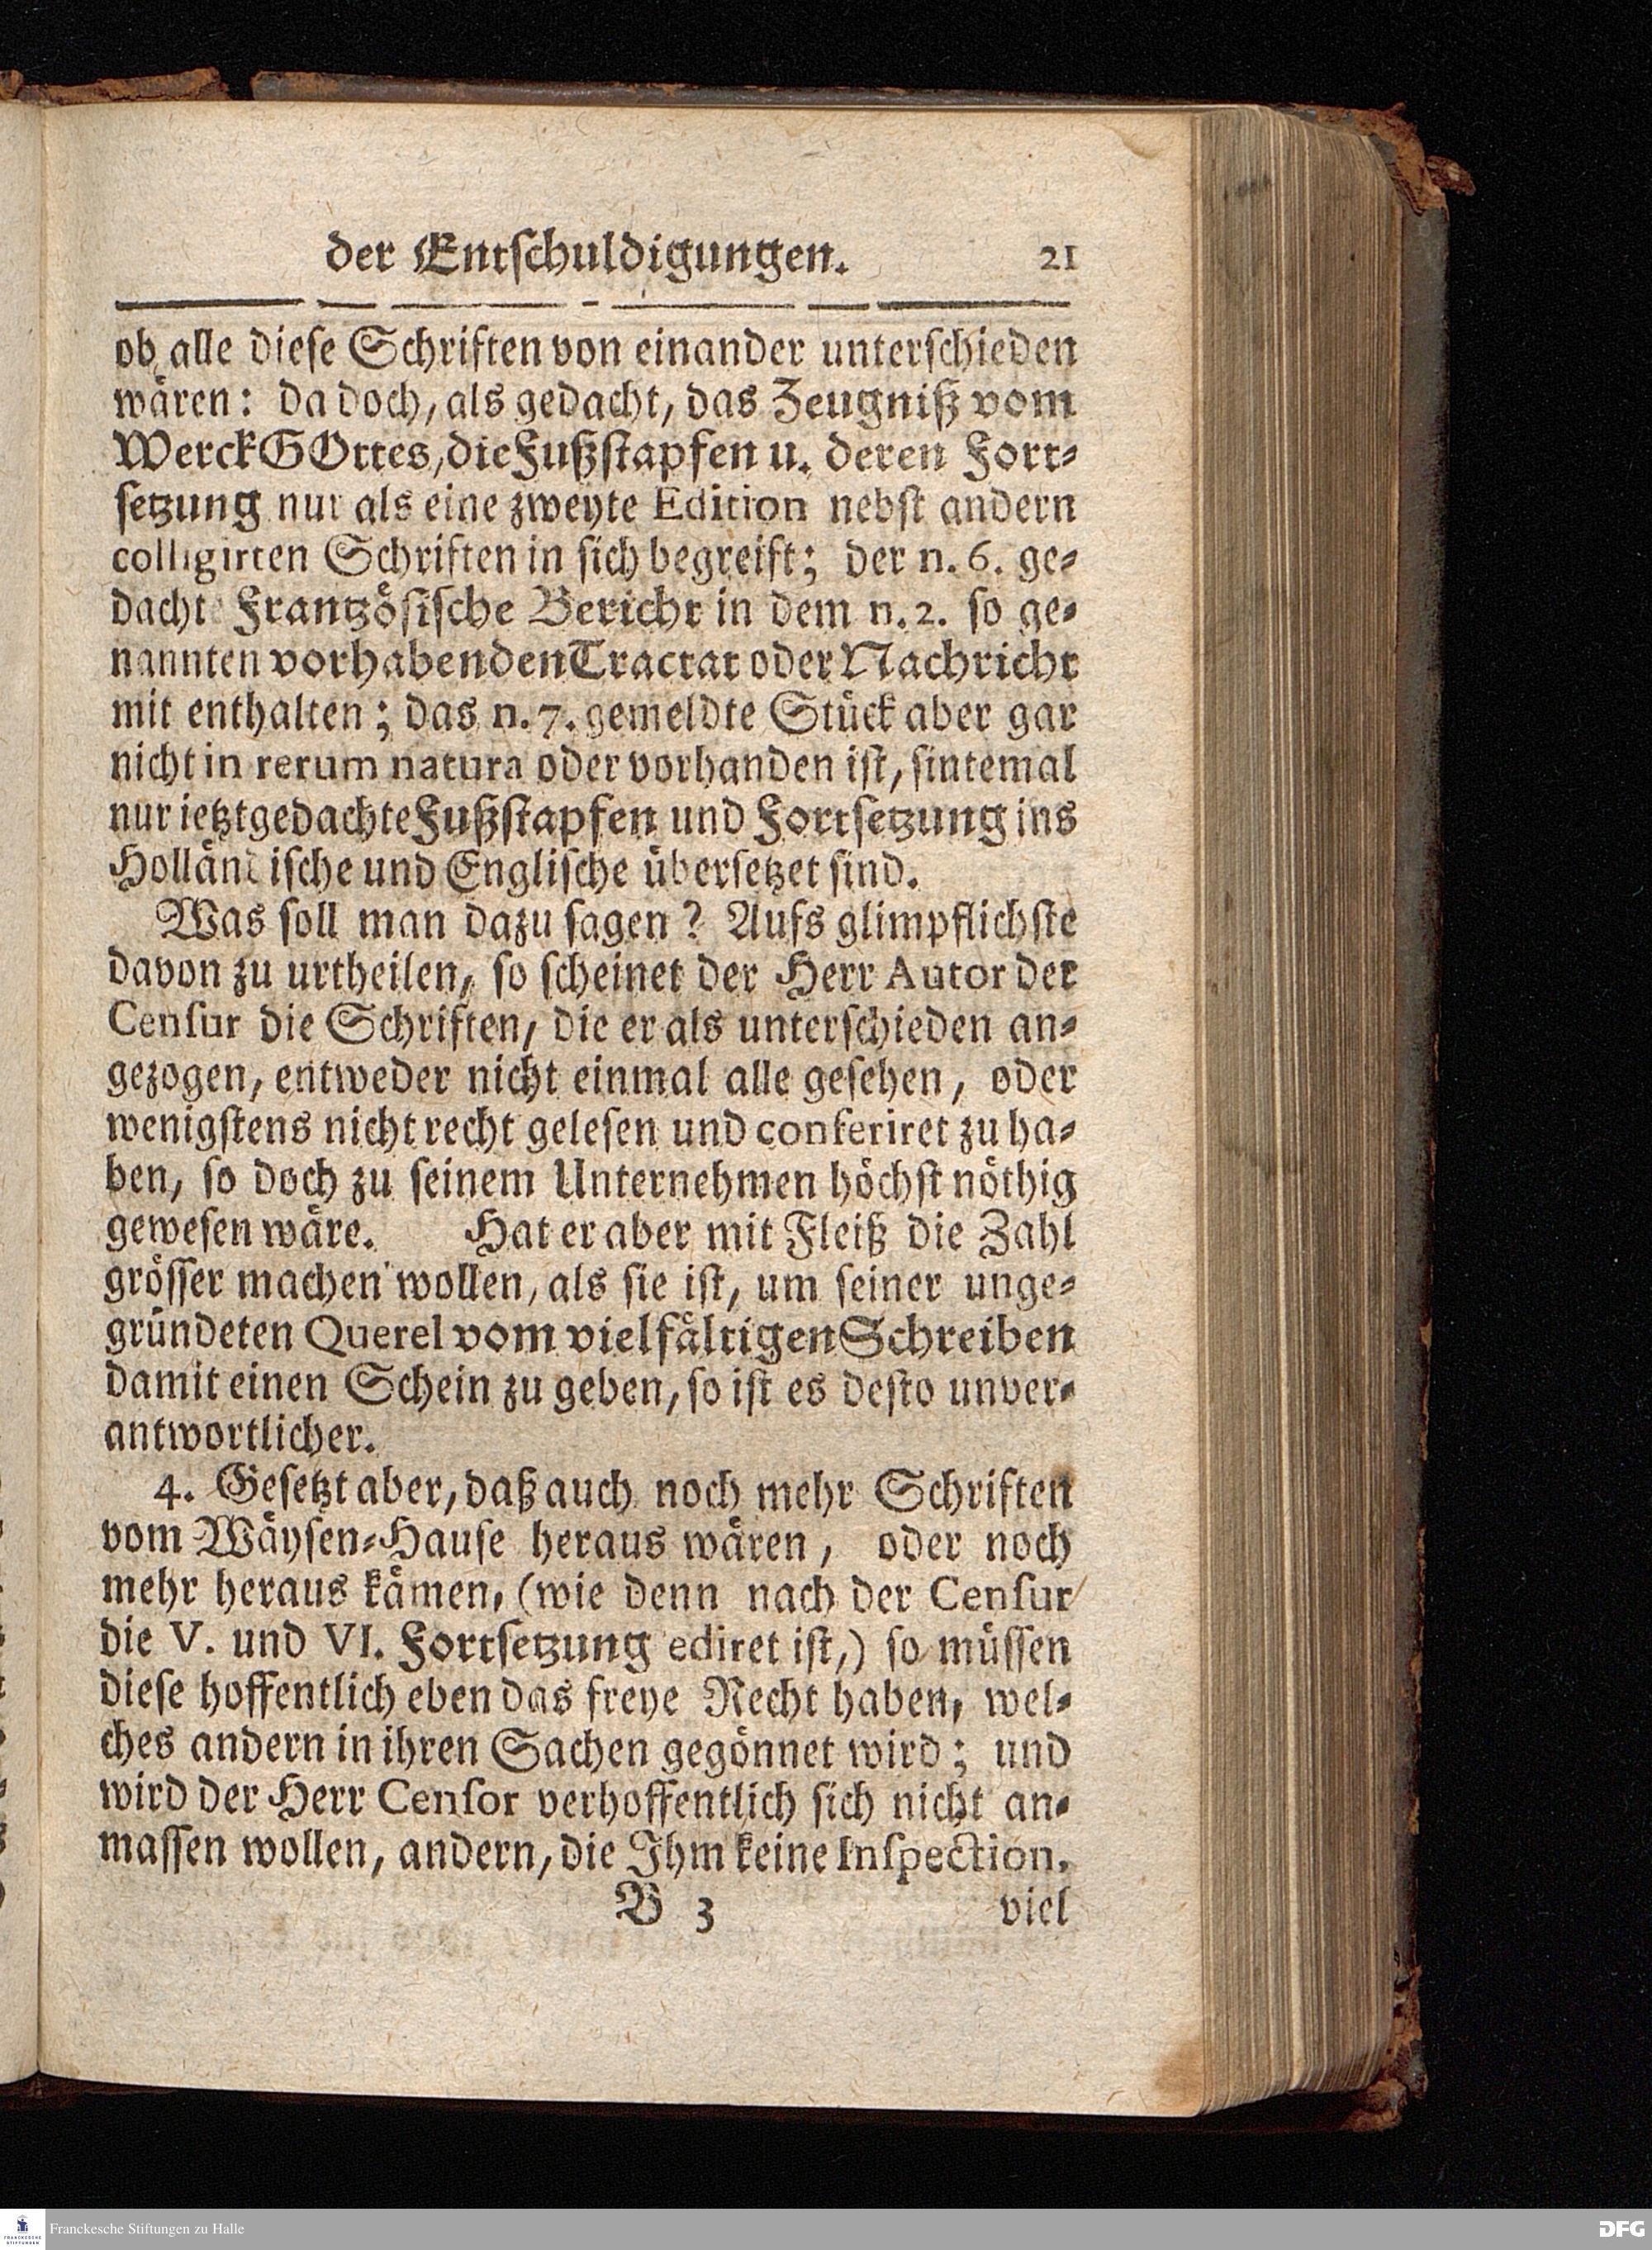 der Entschuldigungen. 21
ob alle diese Schriften von einander unterschieden
wären: da doch, als gedacht, das Zeugniß vom
Werck GOttes, die Fußstapfen u. deren Fort-
setzung nur als eine zweyte Edition nebst andern
colligirten Schriften in sich begreift; der n. 6. ge-
dacht Frantzösische Bericht in dem n. 2. so ge-
nannten vorhabenden Tractat oder Nachricht
mit enthalten; das n. 7. gemeldte Stück aber gar
nicht in rerum natura oder vorhanden ist, sintemal
nur ietztgedachte Fußstapfen und Fortsetzung ins
Holländische und Englische übersetzet sind.
Was soll man dazu sagen? Aufs glimpflichste
davon zu urtheilen, so scheinet der Herr Autor der
Censur die Schriften, die er als unterschieden an-
gezogen, entweder nicht einmal alle gesehen, oder
wenigstens nicht recht gelesen und conferiret zu ha-
ben, so doch zu seinem Unternehmen höchst nöthig
gewesen wäre. Hat er aber mit Fleiß die Zahl
grösser machen wollen, als sie ist, um seiner unge-
gründeten Querel vom vielfältigen Schreiben
damit einen Schein zu geben, so ist es desto unver-
antwortlicher.
4. Gesetzt aber, daß auch noch mehr Schriften
vom Wäysen-Hause heraus wären, oder noch
mehr heraus kämen, (wie denn nach der Censur
die V. und VI. Fortsetzung ediret ist,) so müssen
diese hoffentlich eben das freye Recht haben, wel-
ches andern in ihren Sachen gegönnet wird; und
wird der Herr Censor verhoffentlich sich nicht an-
massen wollen, andern, die Ihm keine Inspection,
B 3 viel
Franckesche Stiftungen zu Halle
DFG